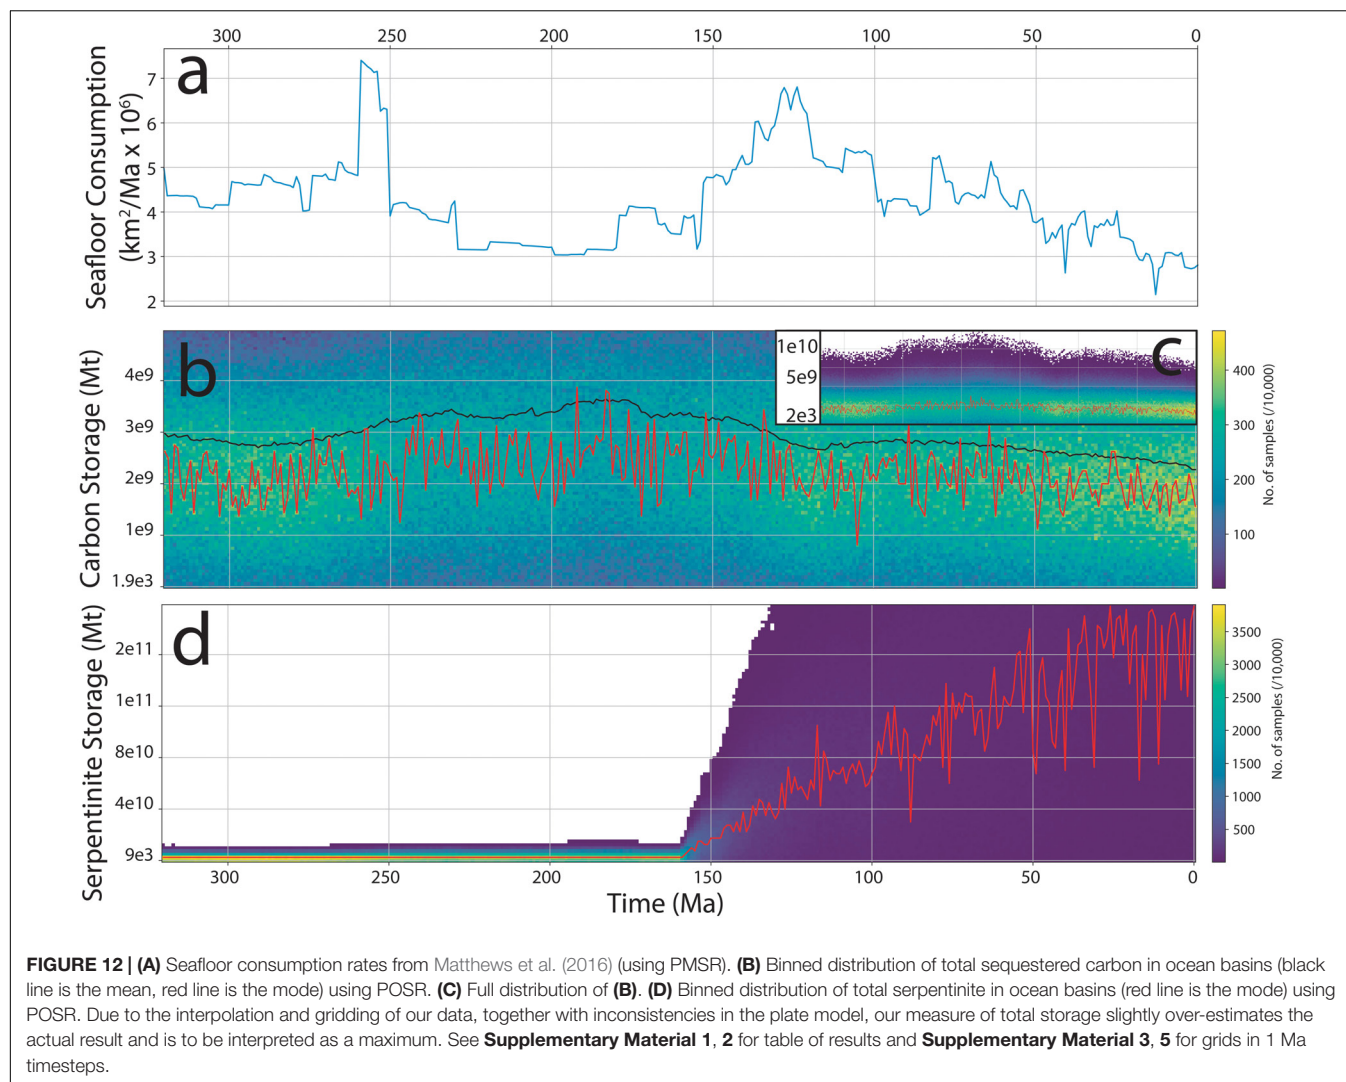 300 250 200 150 100 50 0
a
Seafloor Consumption
(km²/Ma x 10⁶)
7
6
5
4
3
2
b
Carbon Storage (Mt)
4e9
3e9
2e9
1e9
1.9e3
c
1e10
5e9
2e3
400
300
200
100
No. of samples (/10,000)
d
Serpentinite Storage (Mt)
2e11
1e11
8e10
4e10
9e3
3500
3000
2500
2000
1500
1000
500
No. of samples (/10,000)
300 250 200 150 100 50 0
Time (Ma)
FIGURE 12 | (A) Seafloor consumption rates from Matthews et al. (2016) (using PMSR). (B) Binned distribution of total sequestered carbon in ocean basins (black
line is the mean, red line is the mode) using POSR. (C) Full distribution of (B). (D) Binned distribution of total serpentinite in ocean basins (red line is the mode) using
POSR. Due to the interpolation and gridding of our data, together with inconsistencies in the plate model, our measure of total storage slightly over-estimates the
actual result and is to be interpreted as a maximum. See Supplementary Material 1, 2 for table of results and Supplementary Material 3, 5 for grids in 1 Ma
timesteps.